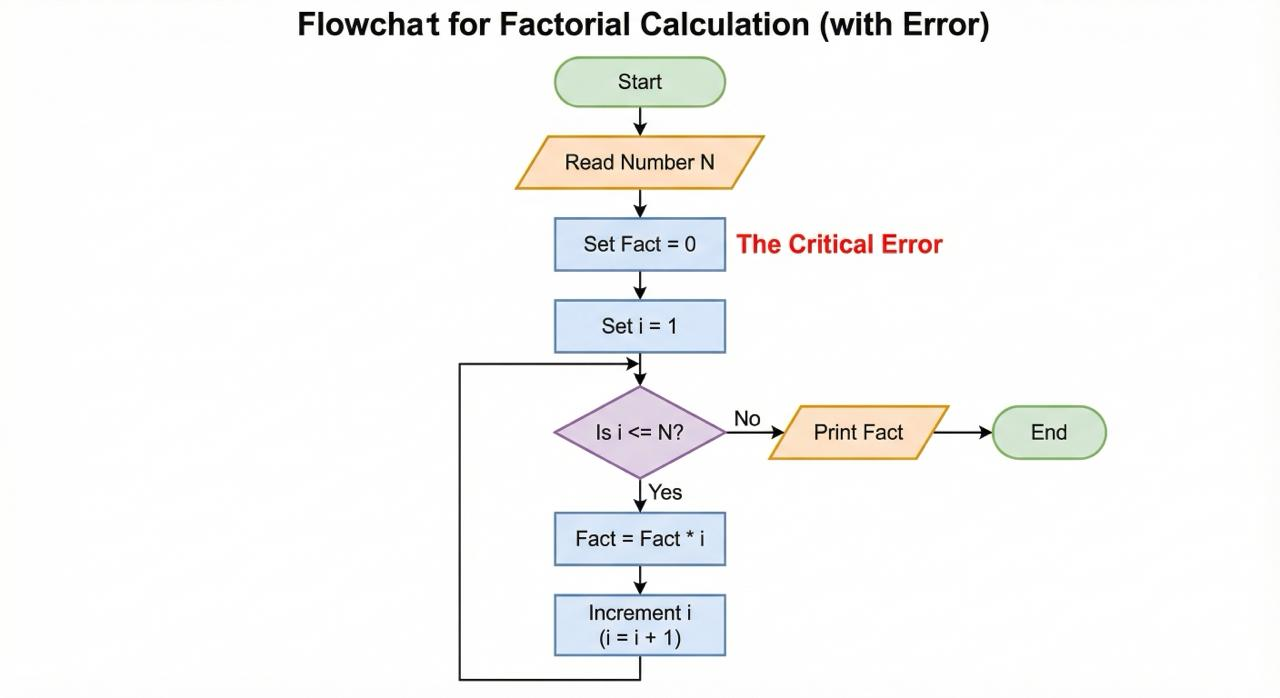 Flowchat for Factorial Calculation (with Error)
Start
Read Number N
Set Fact = 0
The Critical Error
Set i = 1
Is i <= N?
No
Print Fact
End
Yes
Fact = Fact * i
Increment i
(i = i + 1)